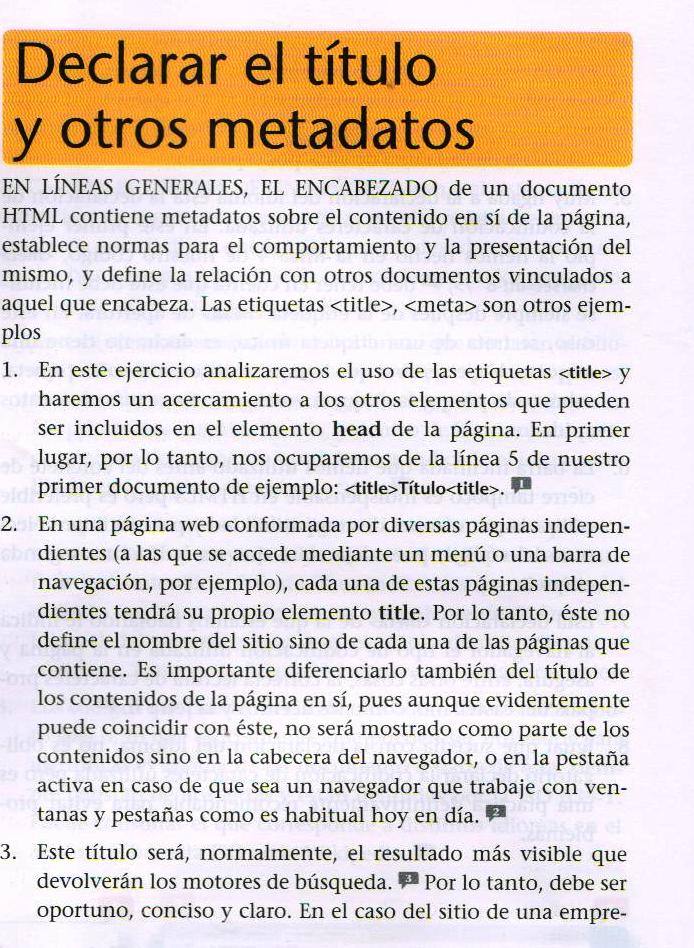 Declarar el título
y otros metadatos
EN LÍNEAS GENERALES, EL ENCABEZADO de un documento
HTML contiene metadatos sobre el contenido en sí de la página,
establece normas para el comportamiento y la presentación del
mismo, y define la relación con otros documentos vinculados a
aquel que encabeza. Las etiquetas <title>, <meta> son otros ejem-
plos
1. En este ejercicio analizaremos el uso de las etiquetas <title> y
haremos un acercamiento a los otros elementos que pueden
ser incluidos en el elemento head de la página. En primer
lugar, por lo tanto, nos ocuparemos de la línea 5 de nuestro
primer documento de ejemplo: <title>Título<title>. 1
2. En una página web conformada por diversas páginas indepen-
dientes (a las que se accede mediante un menú o una barra de
navegación, por ejemplo), cada una de estas páginas indepen-
dientes tendrá su propio elemento title. Por lo tanto, éste no
define el nombre del sitio sino de cada una de las páginas que
contiene. Es importante diferenciarlo también del título de
los contenidos de la página en sí, pues aunque evidentemente
puede coincidir con éste, no será mostrado como parte de los
contenidos sino en la cabecera del navegador, o en la pestaña
activa en caso de que sea un navegador que trabaje con ven-
tanas y pestañas como es habitual hoy en día. 2
3. Este título será, normalmente, el resultado más visible que
devolverán los motores de búsqueda. 3 Por lo tanto, debe ser
oportuno, conciso y claro. En el caso del sitio de una empre-